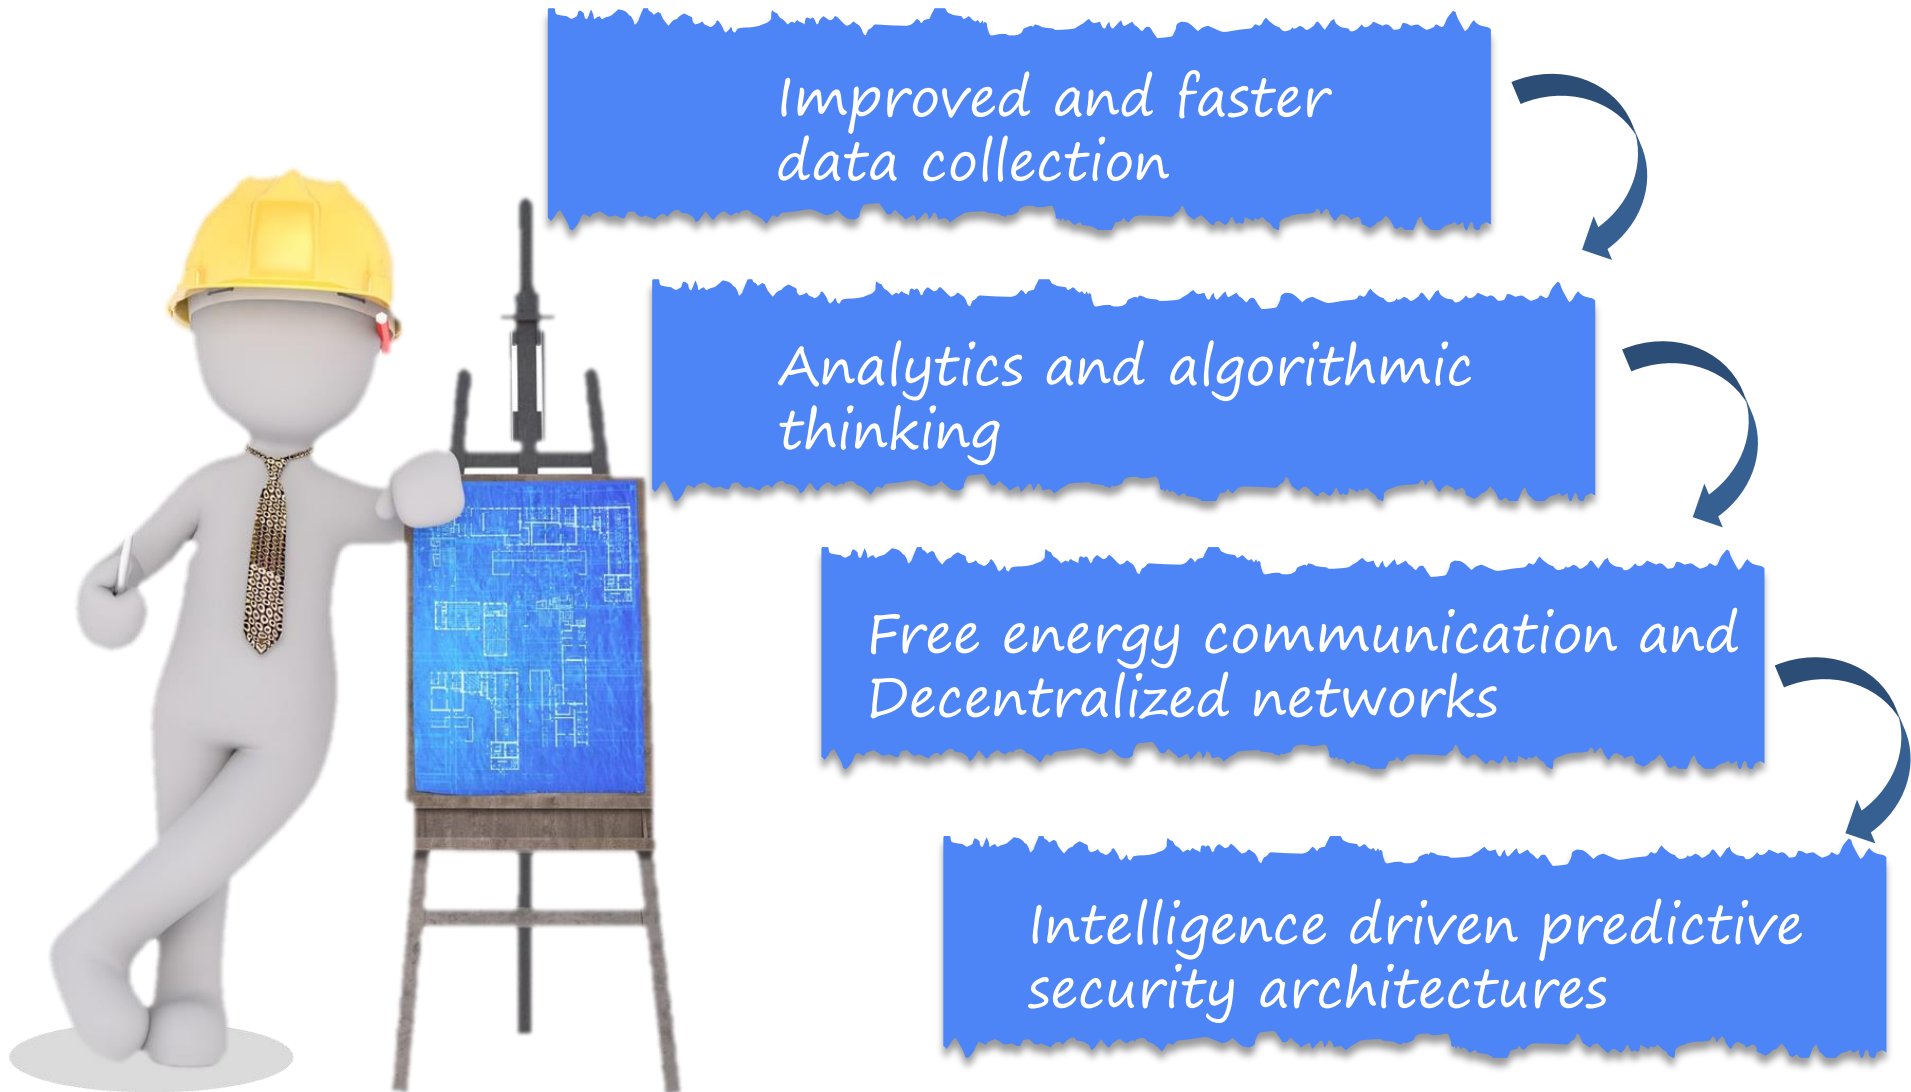 Improved and faster
data collection
Analytics and algorithmic
thinking
Free energy communication and
Decentralized networks
Intelligence driven predictive
security architectures